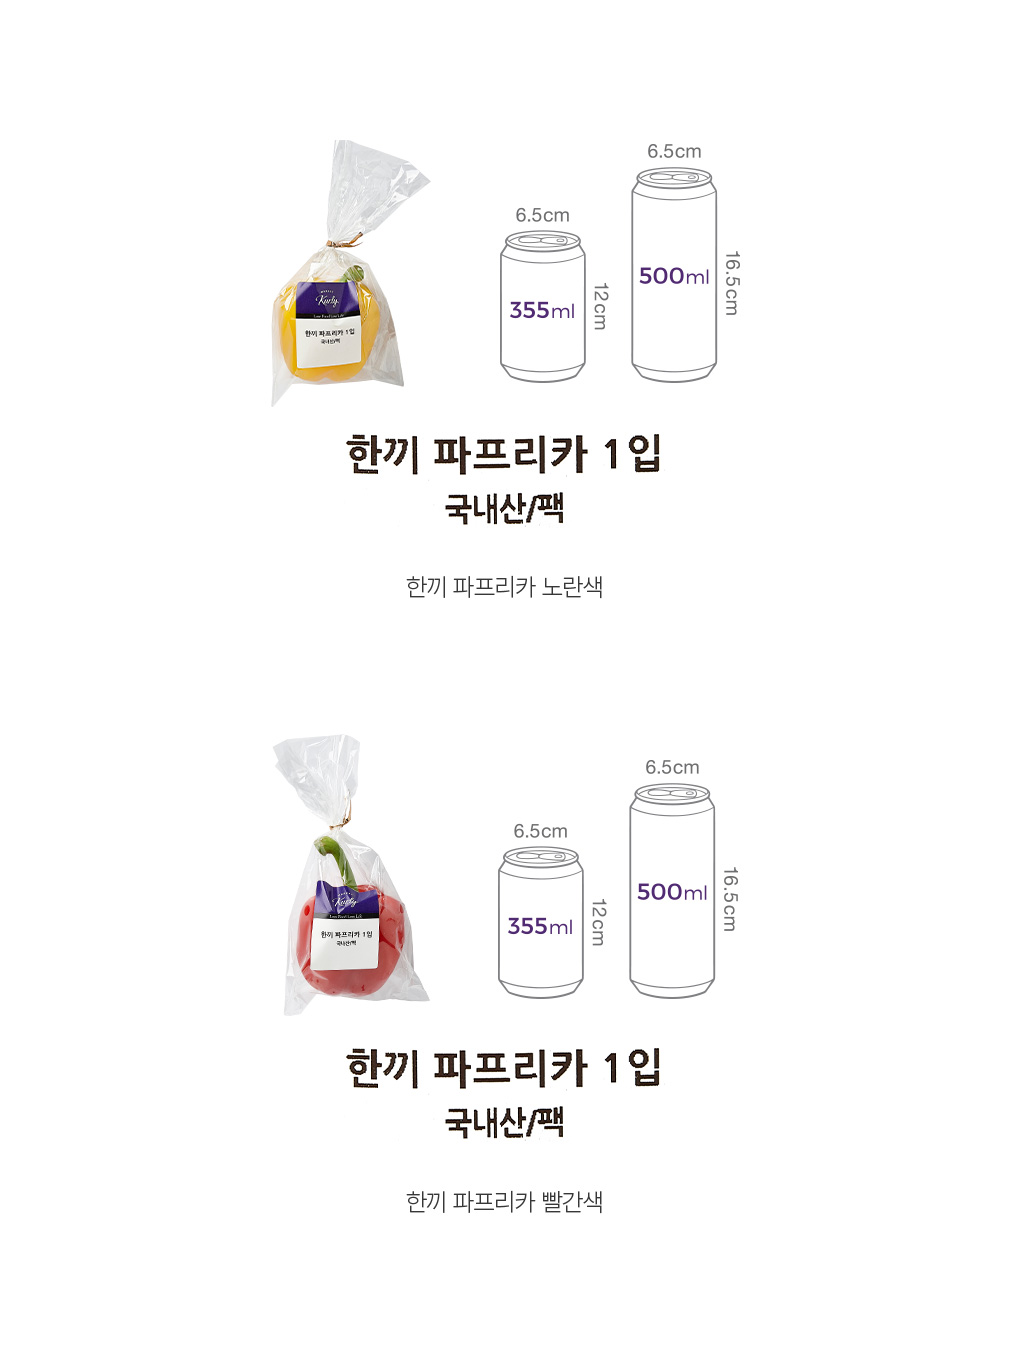 6.5cm
6.5cm
Kurly
한끼 파프리카 1입
국내산/팩
355ml
12cm
500ml
16.5cm
한끼 파프리카 1입
국내산/팩
한끼 파프리카 노란색
6.5cm
6.5cm
Kurly
Love Food Love Life
한끼 파프리카 1입
국내산/팩
355ml
12cm
500ml
16.5cm
한끼 파프리카 1입
국내산/팩
한끼 파프리카 빨간색